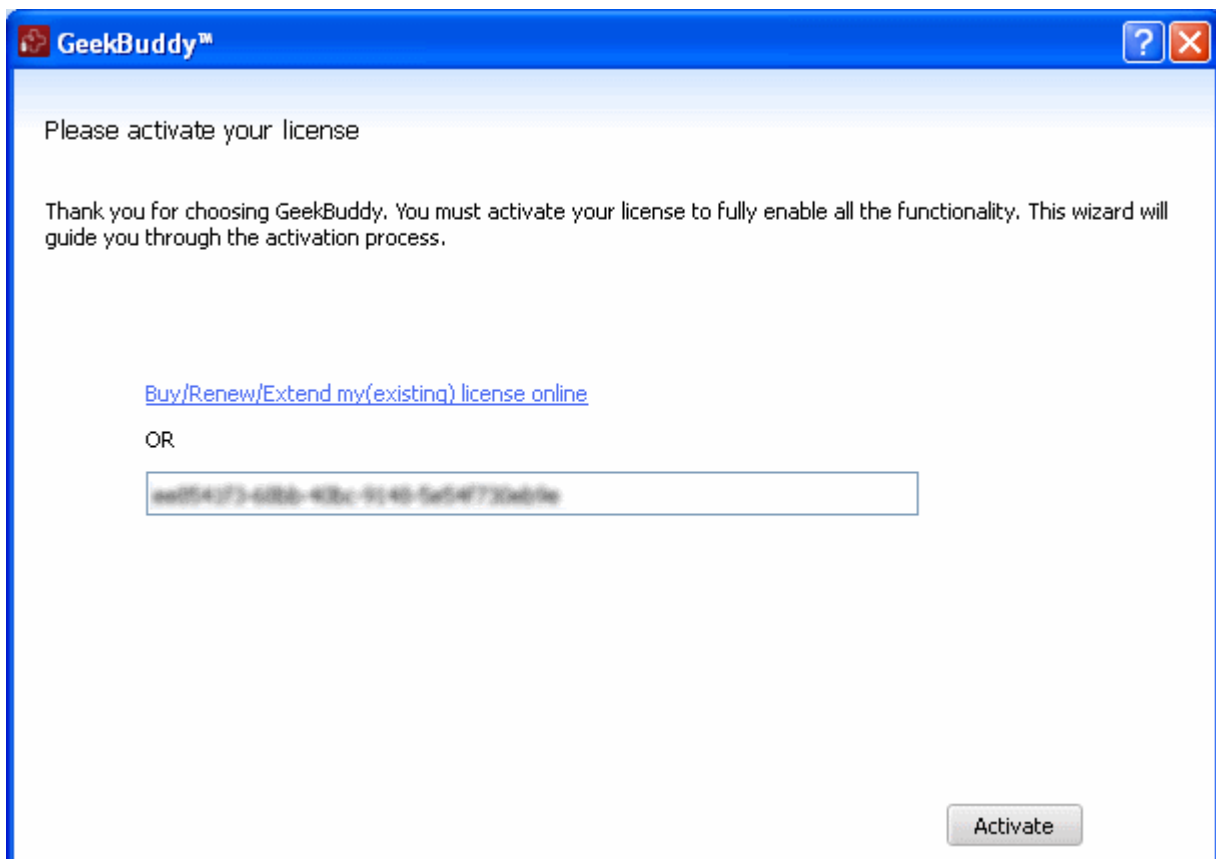 GeekBuddy™
Please activate your license
Thank you for choosing GeekBuddy. You must activate your license to fully enable all the functionality. This wizard will
guide you through the activation process.
Buy/Renew/Extend my(existing) license online
OR
Activate